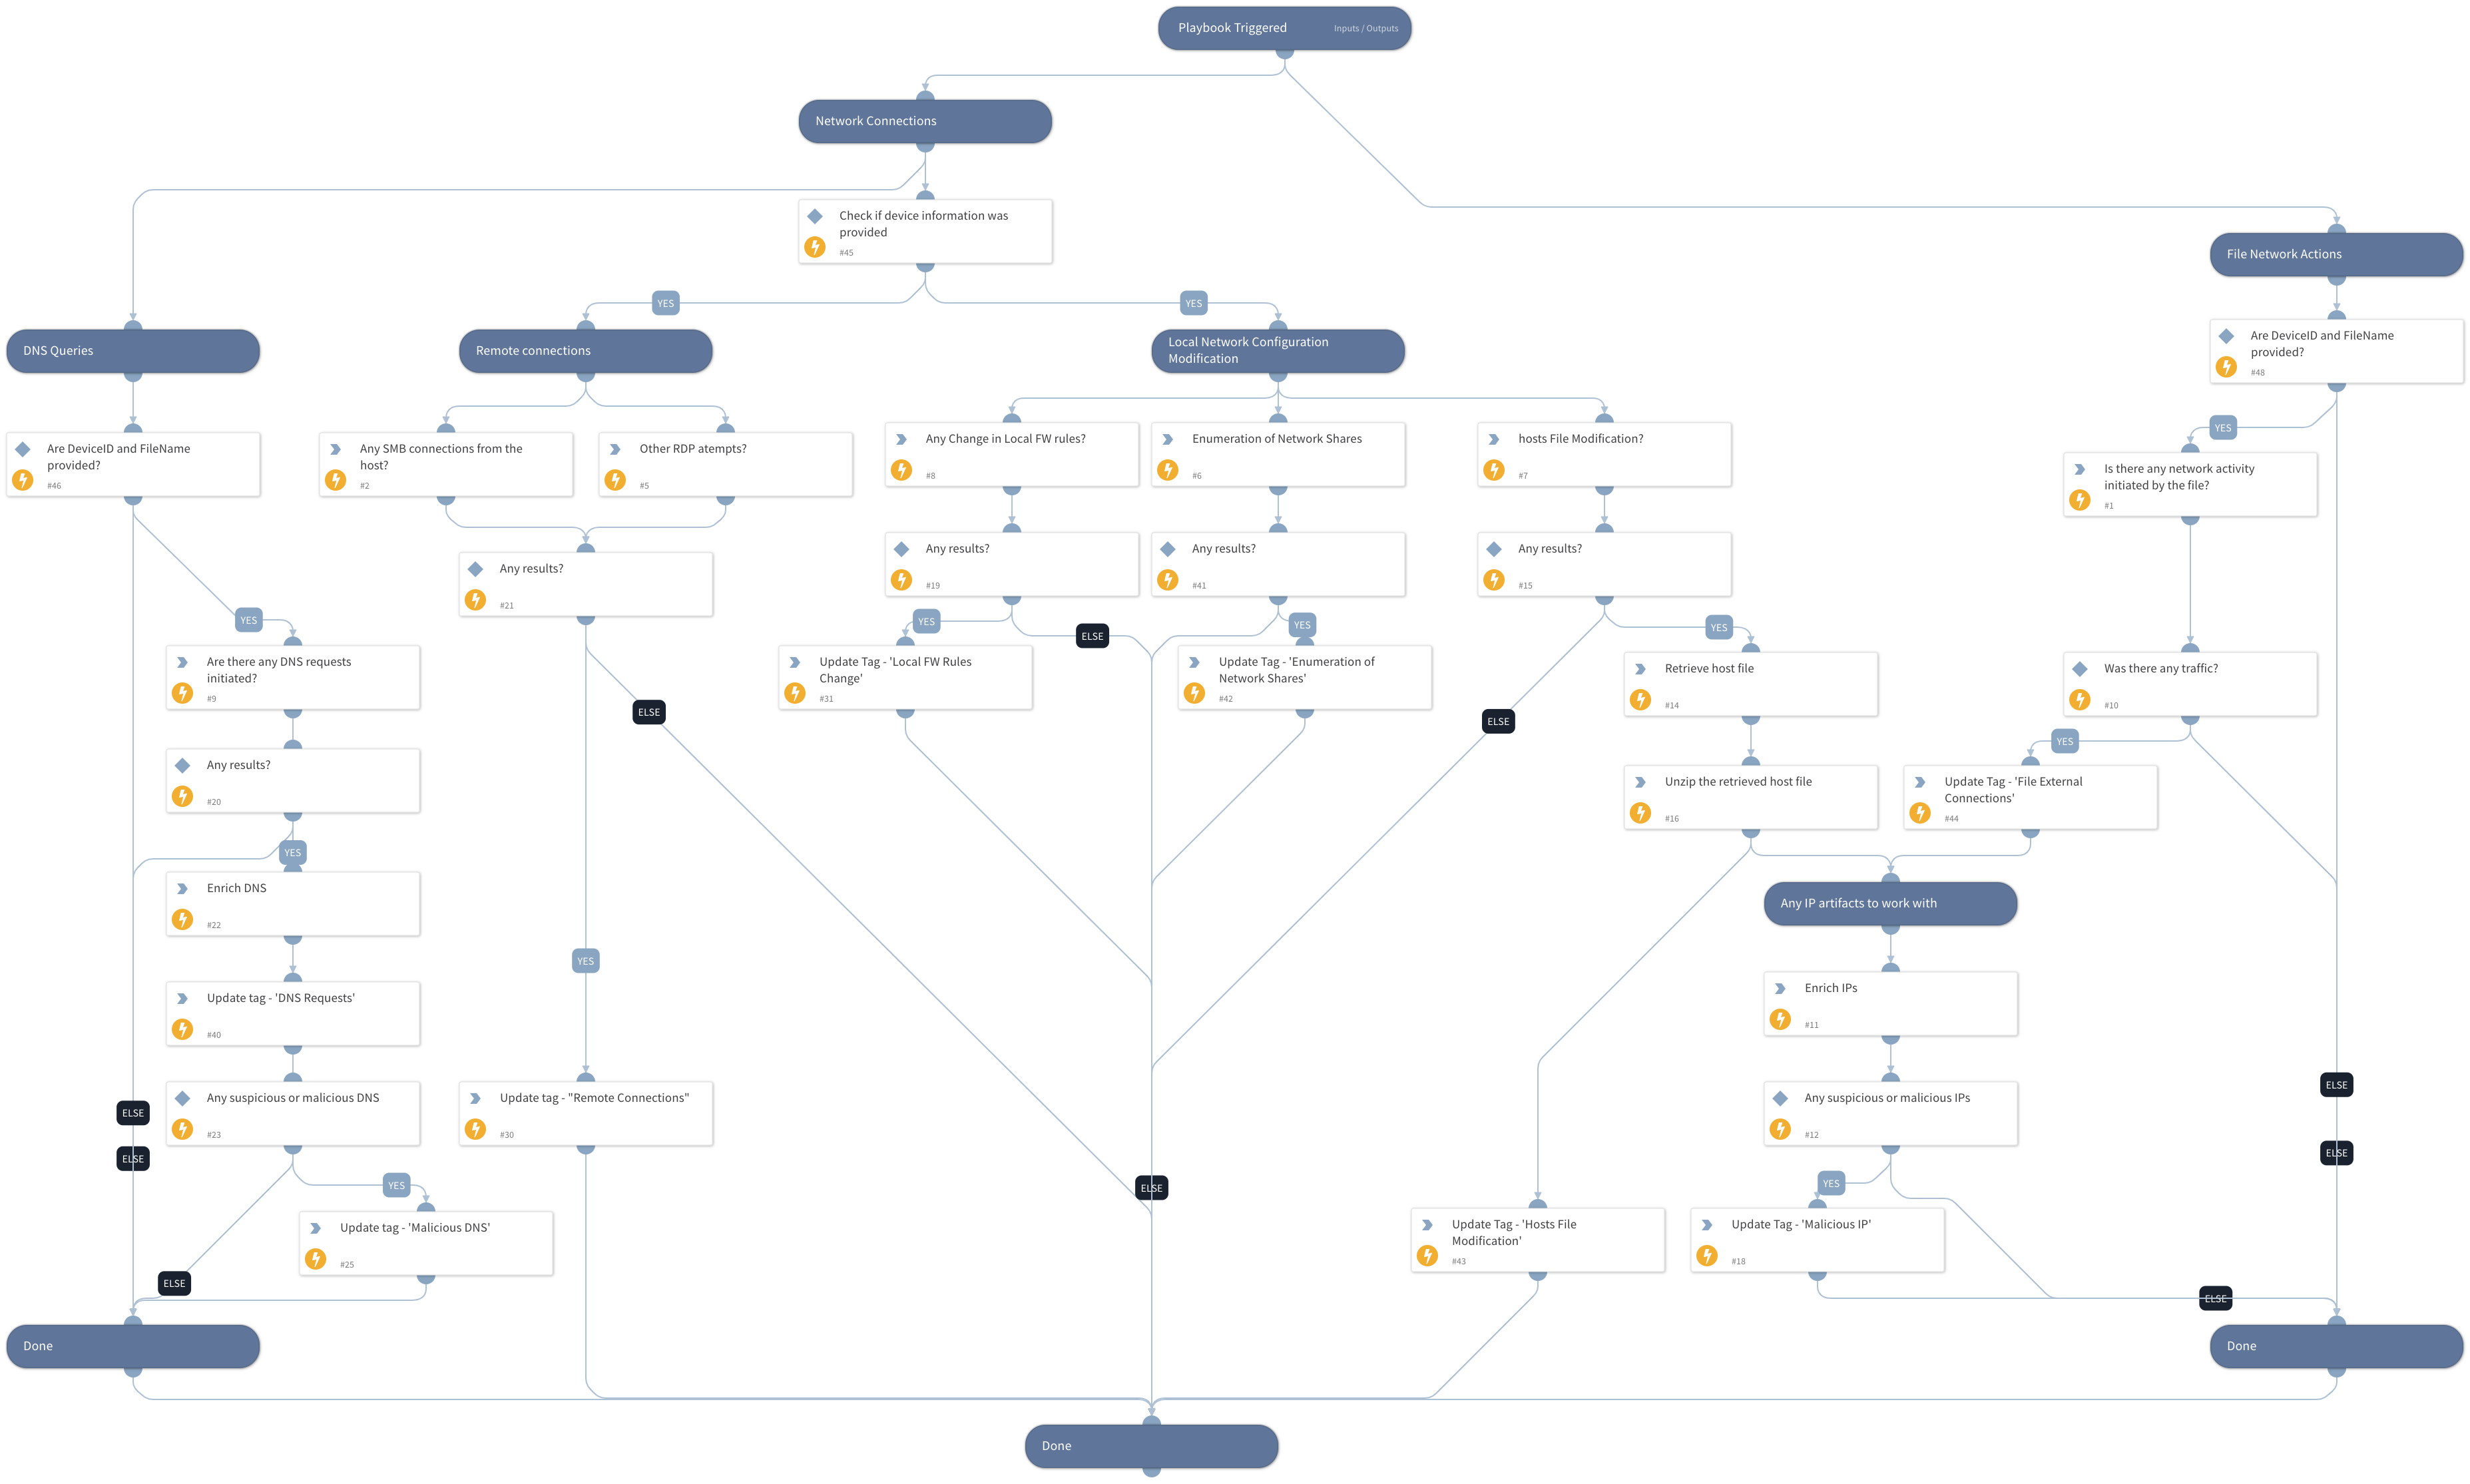 Playbook Triggered
Inputs / Outputs
Network Connections
Check if device information was
provided
#45
File Network Actions
YES
YES
DNS Queries
Remote connections
Local Network Configuration
Modification
Are DeviceID and FileName
provided?
#48
YES
Are DeviceID and FileName
provided?
#46
Any SMB connections from the
host?
#2
Other RDP atempts?
#5
Any Change in Local FW rules?
#8
Enumeration of Network Shares
#6
hosts File Modification?
#7
Is there any network activity
initiated by the file?
#1
Any results?
#21
Any results?
#19
Any results?
#41
Any results?
#15
YES
YES
ELSE
YES
YES
Are there any DNS requests
initiated?
#9
ELSE
Update Tag - 'Local FW Rules
Change'
#31
Update Tag - 'Enumeration of
Network Shares'
#42
ELSE
Retrieve host file
#14
Was there any traffic?
#10
YES
Any results?
#20
Unzip the retrieved host file
#16
Update Tag - 'File External
Connections'
#44
YES
Enrich DNS
#22
Any IP artifacts to work with
YES
Update tag - 'DNS Requests'
#40
Enrich IPs
#11
ELSE
Any suspicious or malicious DNS
#23
Update tag - "Remote Connections"
#30
Any suspicious or malicious IPs
#12
ELSE
ELSE
ELSE
YES
ELSE
YES
Update tag - 'Malicious DNS'
#25
Update Tag - 'Hosts File
Modification'
#43
Update Tag - 'Malicious IP'
#18
ELSE
ELSE
Done
Done
Done